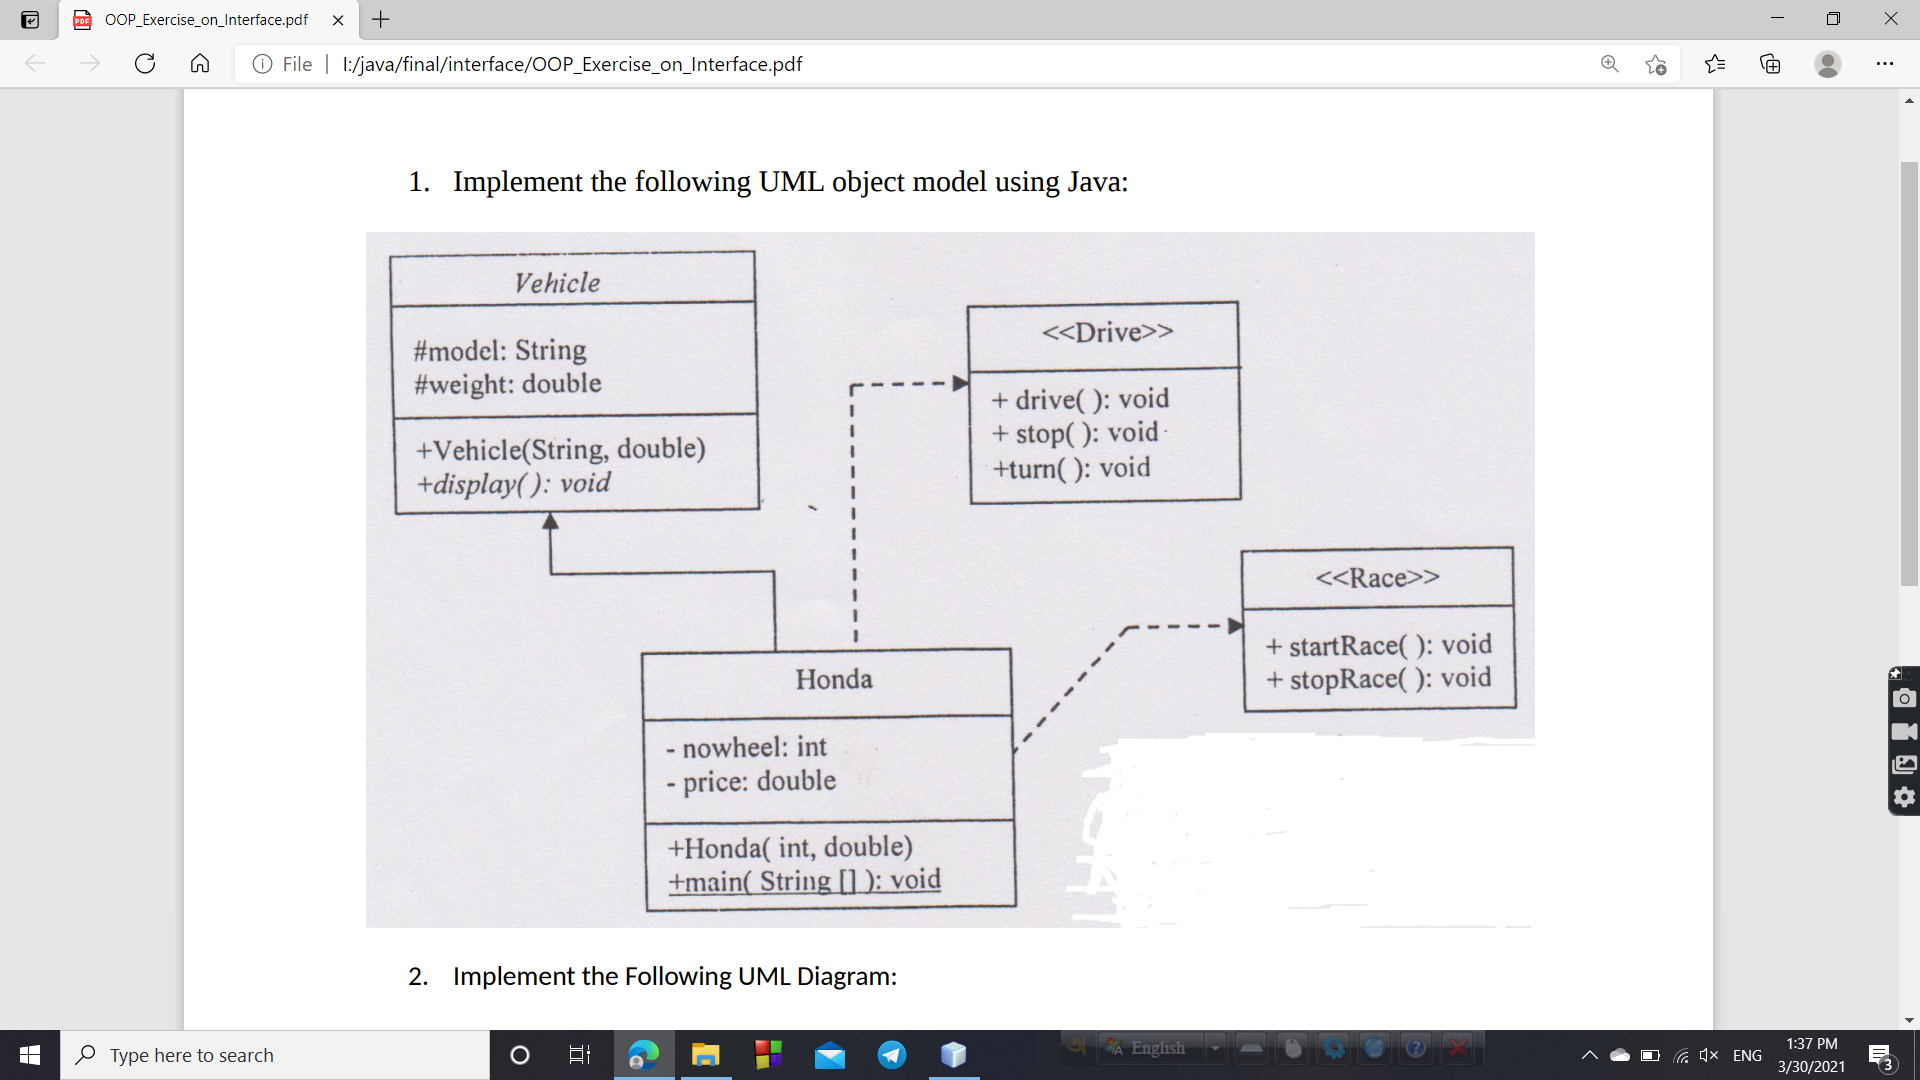 OOP_Exercise_on_Interface.pdf
File | I:/java/final/interface/OOP_Exercise_on_Interface.pdf
1. Implement the following UML object model using Java:
Vehicle
#model: String
#weight: double
+Vehicle(String, double)
+display( ): void
<<Drive>>
+ drive( ): void
+ stop( ): void
+turn( ): void
<<Race>>
+ startRace( ): void
+ stopRace( ): void
Honda
- nowheel: int
- price: double
+Honda( int, double)
+main( String [] ): void
2. Implement the Following UML Diagram:
Type here to search
English
ENG
1:37 PM
3/30/2021
3